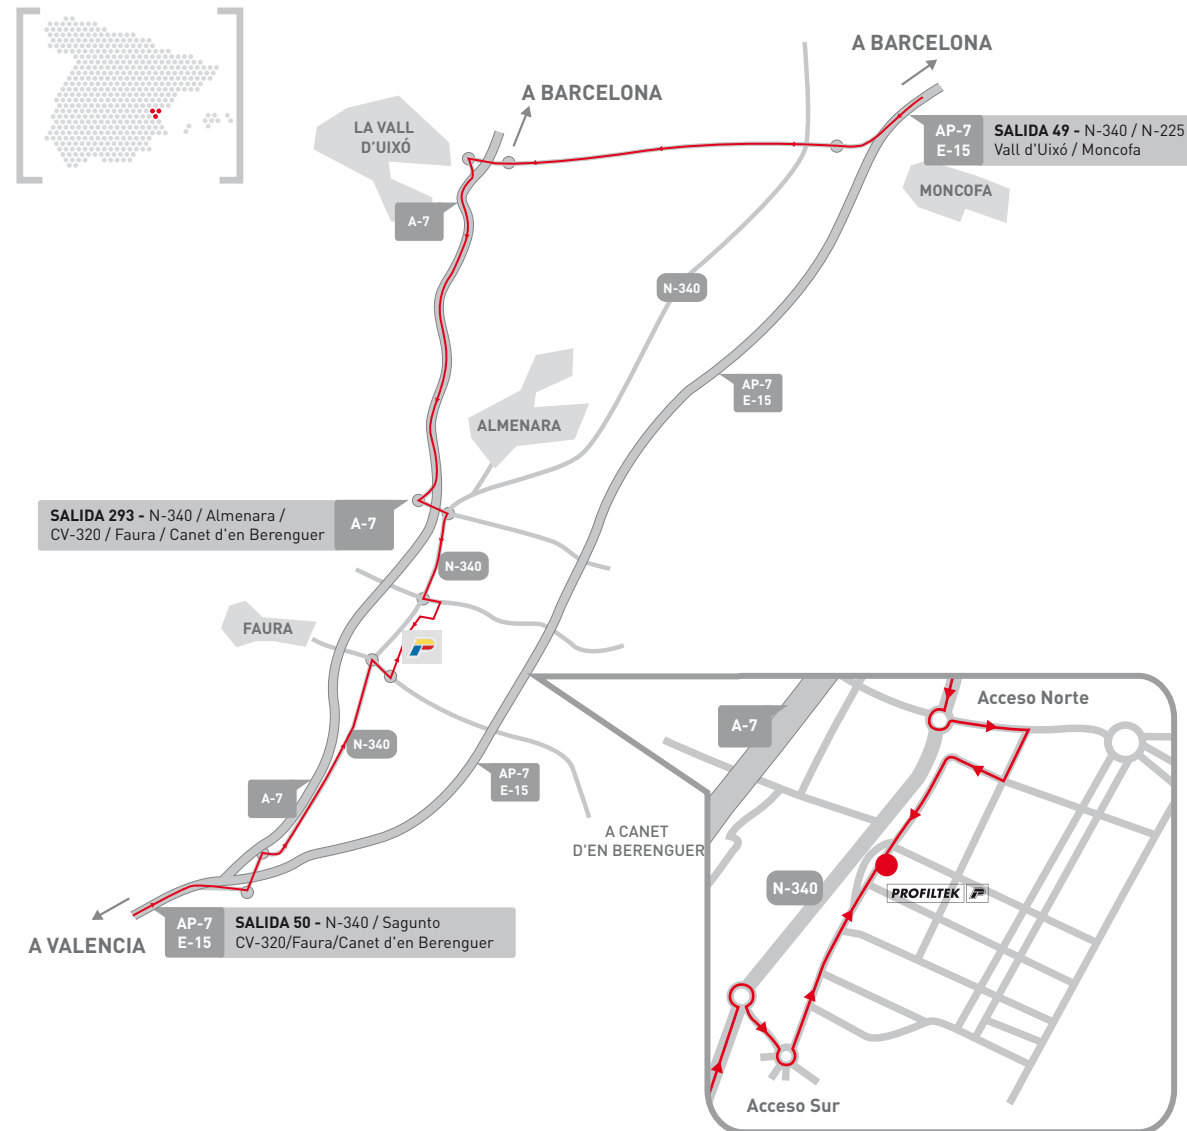 A BARCELONA
A BARCELONA
LA VALL
D'UIXÓ
AP-7
E-15
SALIDA 49 - N-340 / N-225
Vall d'Uixó / Moncofa
MONCOFA
A-7
N-340
AP-7
E-15
ALMENARA
SALIDA 293 - N-340 / Almenara /
CV-320 / Faura / Canet d'en Berenguer
A-7
N-340
FAURA
N-340
AP-7
E-15
A-7
A CANET
D'EN BERENGUER
AP-7
E-15
SALIDA 50 - N-340 / Sagunto
CV-320/Faura/Canet d'en Berenguer
A VALENCIA
Acceso Norte
A-7
N-340
PROFILTEK
Acceso Sur